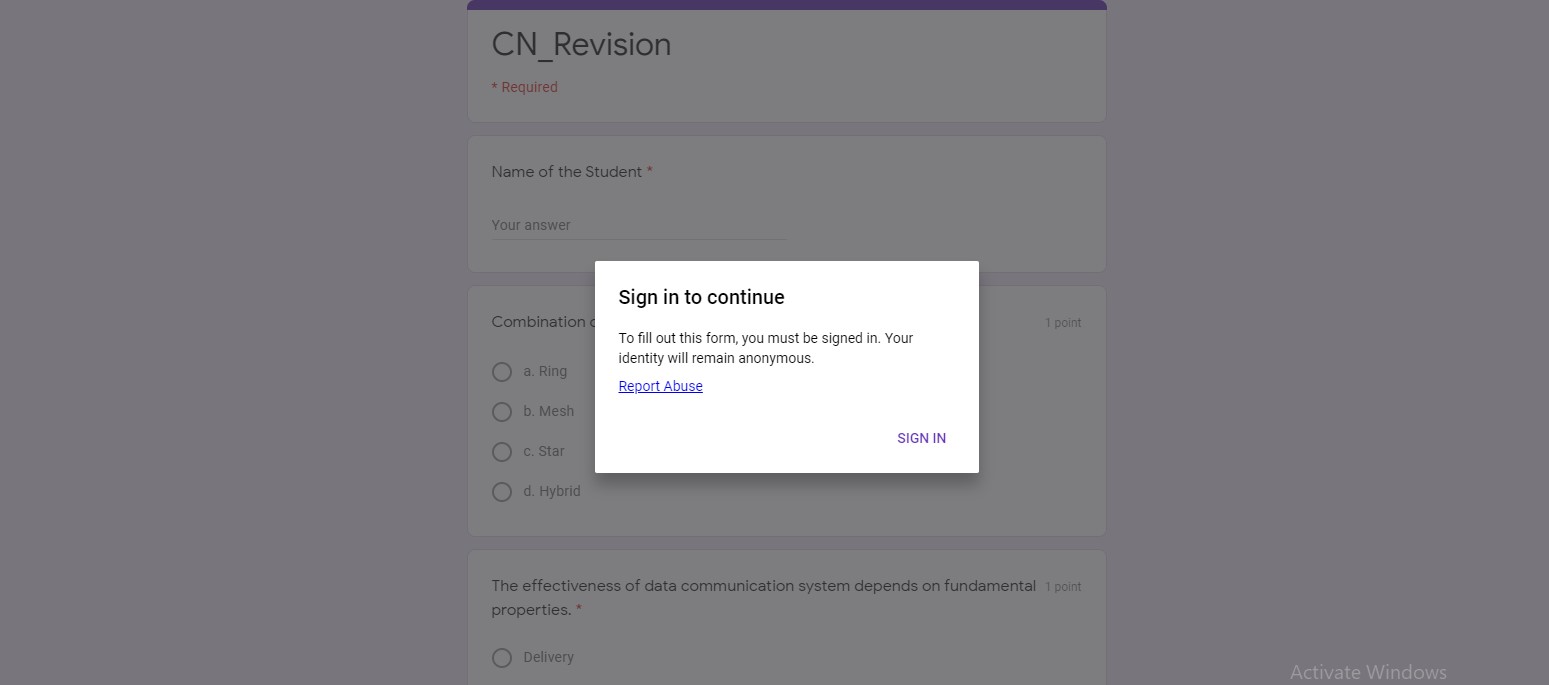 CN_Revision
* Required
Name of the Student *
Your answer
Sign in to continue
To fill out this form, you must be signed in. Your
identity will remain anonymous.
Report Abuse
SIGN IN
Combination 1 point
a. Ring
b. Mesh
c. Star
d. Hybrid
The effectiveness of data communication system depends on fundamental 1 point
properties. *
Delivery
Activate Windows